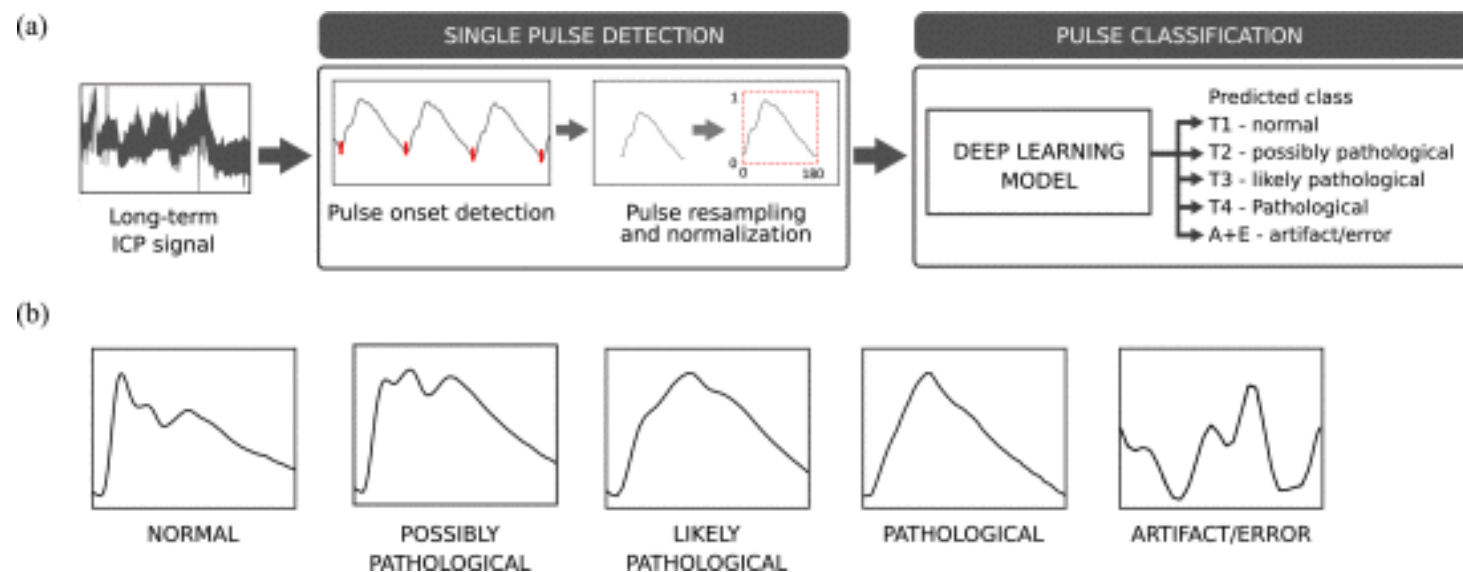 (a)
SINGLE PULSE DETECTION
PULSE CLASSIFICATION
Long-term
ICP signal
Pulse onset detection
1
0
0
180
Pulse resampling
and normalization
DEEP LEARNING
MODEL
Predicted class
T1 - normal
T2 - possibly pathological
T3 - likely pathological
T4 - Pathological
A+E - artifact/error
(b)
NORMAL
POSSIBLY
PATHOLOGICAL
LIKELY
PATHOLOGICAL
PATHOLOGICAL
ARTIFACT/ERROR